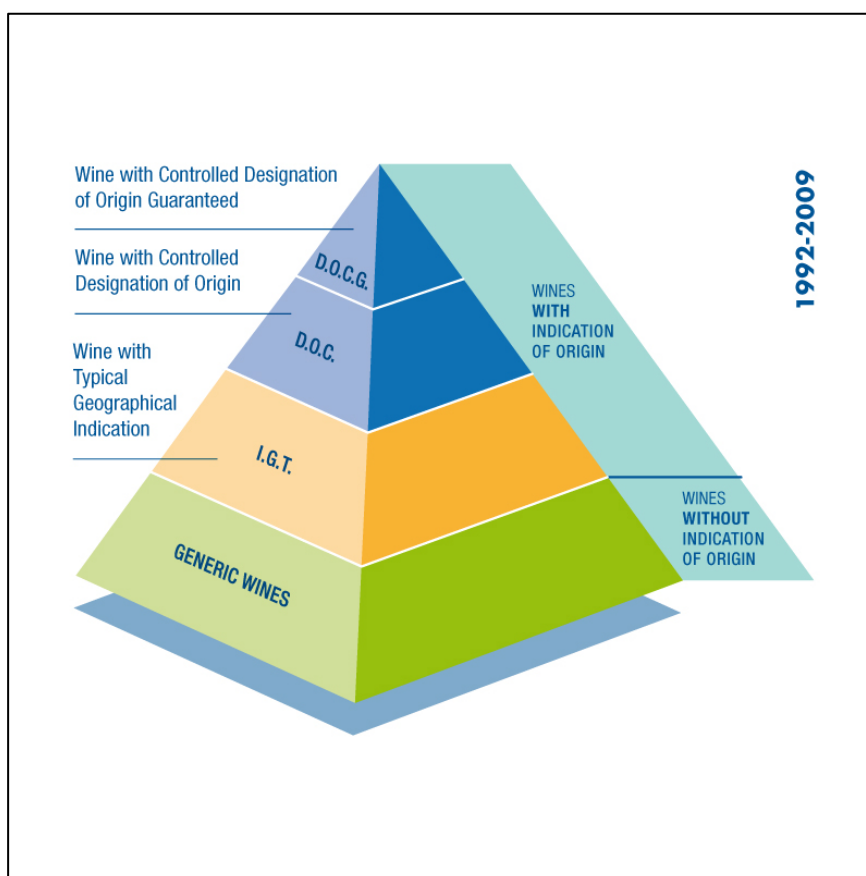 Wine with Controlled Designation
of Origin Guaranteed
Wine with Controlled
Designation of Origin
Wine with
Typical
Geographical
Indication
D.O.C.G.
D.O.C.
I.G.T.
GENERIC WINES
WINES
WITH
INDICATION
OF ORIGIN
WINES
WITHOUT
INDICATION
OF ORIGIN
1992-2009